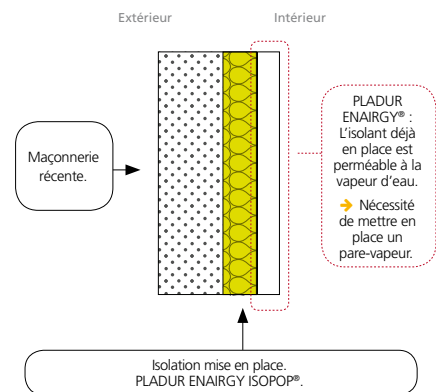 Extérieur
Intérieur
Maçonnerie
récente.
PLADUR
ENAIRGY® :
L’isolant déjà
en place est
perméable à la
vapeur d’eau.
➔ Nécessité
de mettre en
place un
pare-vapeur.
Isolation mise en place.
PLADUR ENAIRGY ISOPOP®.